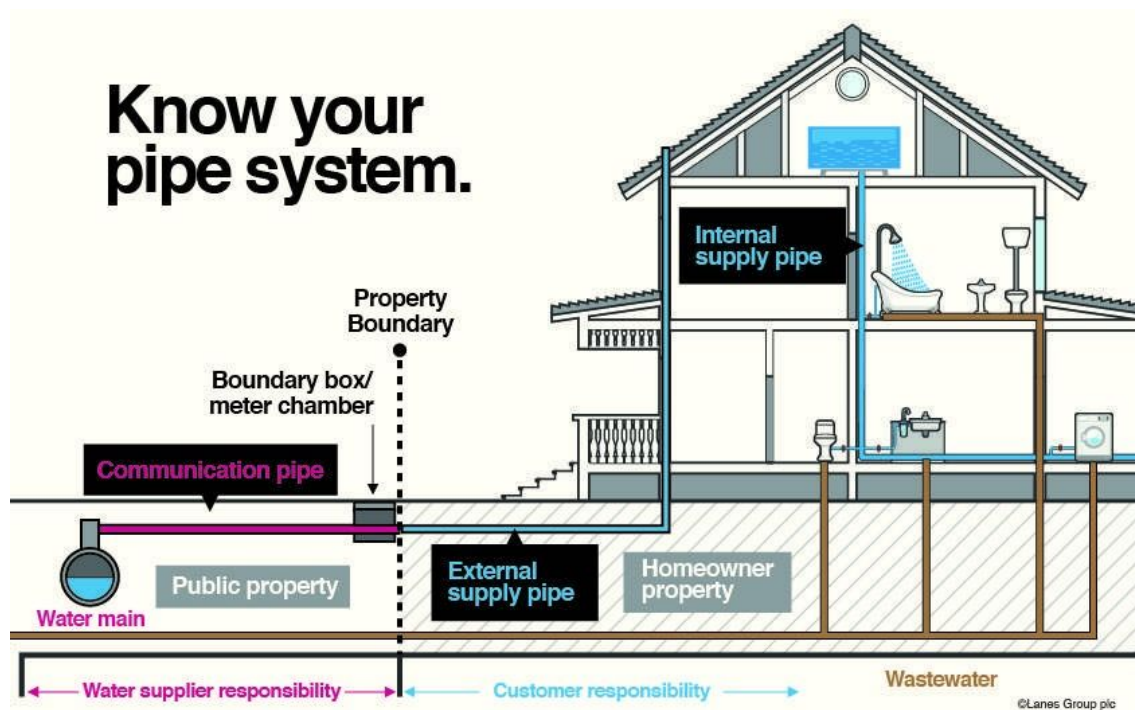 Know your
pipe system.
Internal
supply pipe
Property
Boundary
Boundary box/
meter chamber
Communication pipe
External
supply pipe
Homeowner
property
Public property
Water main
Water supplier responsibility
Customer responsibility
Wastewater
©Lanes Group plc